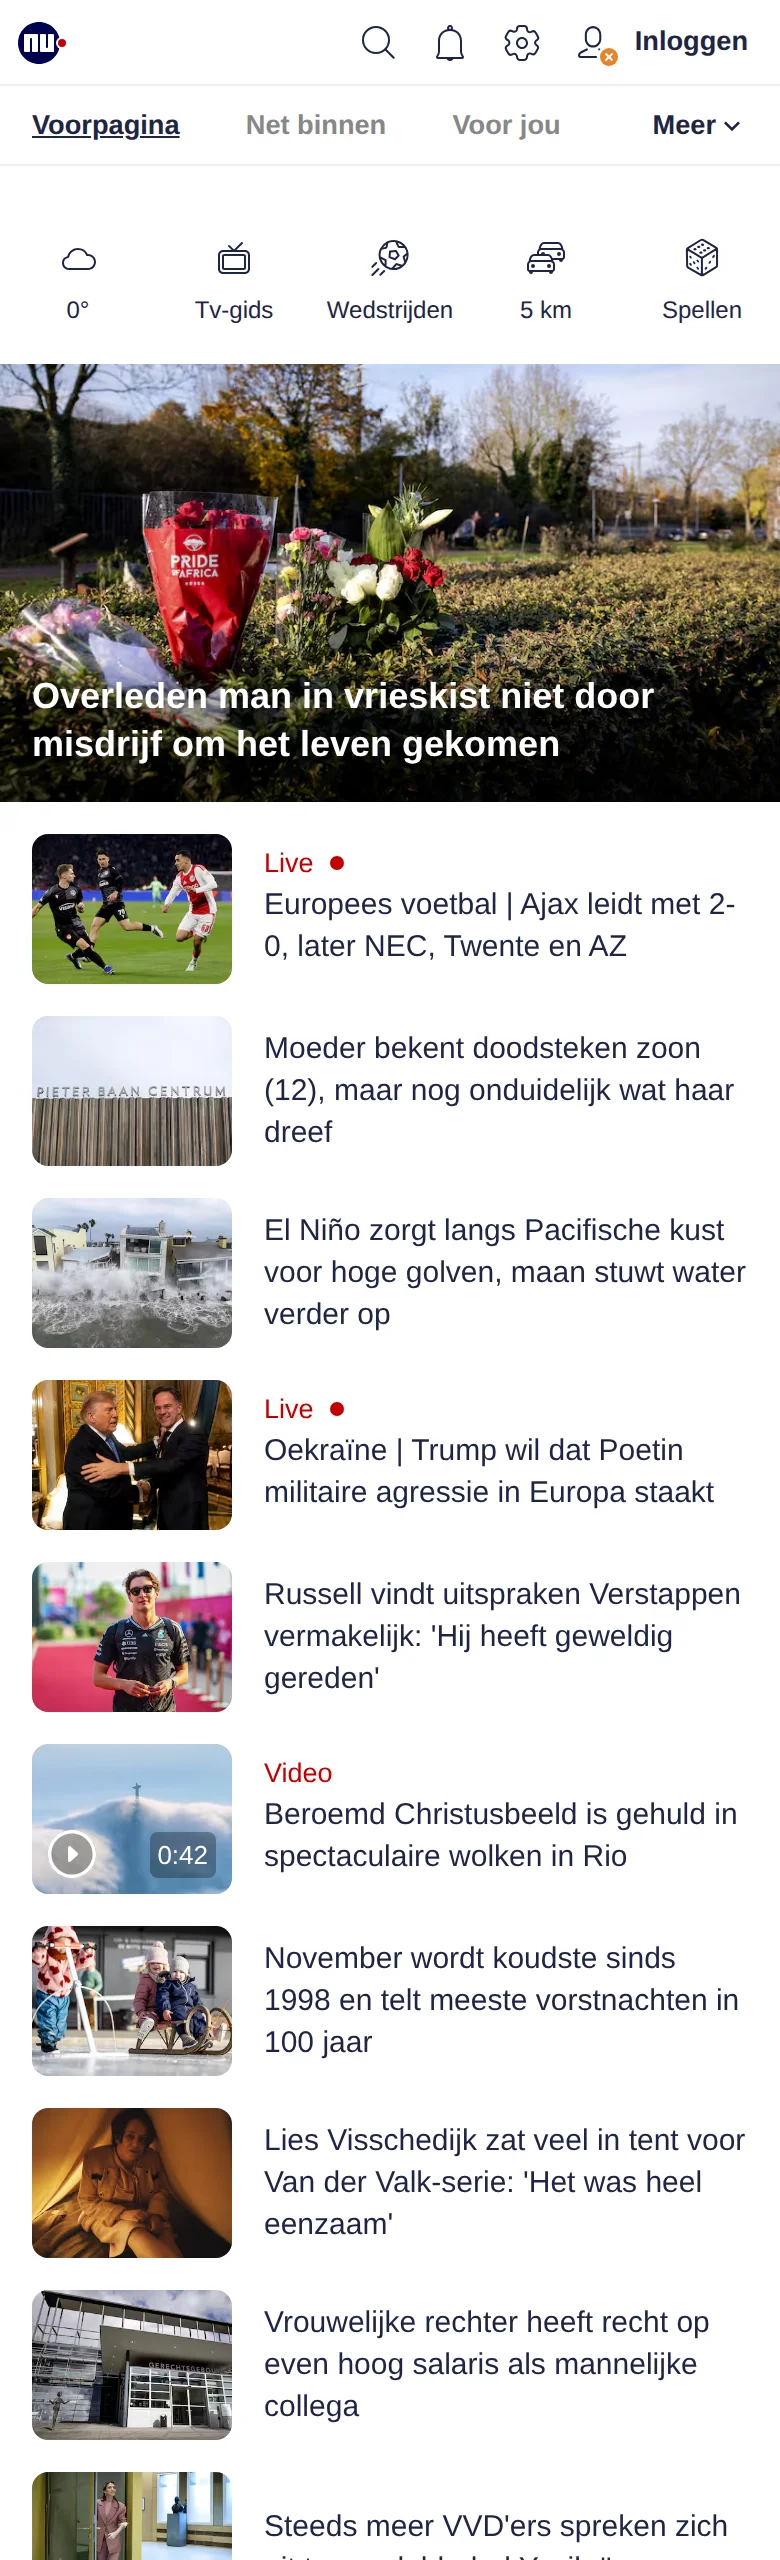 nu
Inloggen
Voorpagina
Net binnen
Voor jou
Meer
0°
Tv-gids
Wedstrijden
5 km
Spellen
PRIDE
OF AFRICA
Overleden man in vrieskist niet door
misdrijf om het leven gekomen
Live
Europees voetbal | Ajax leidt met 2-
0, later NEC, Twente en AZ
PIETER BAAN CENTRUM
Moeder bekent doodsteken zoon
(12), maar nog onduidelijk wat haar
dreef
El Niño zorgt langs Pacifische kust
voor hoge golven, maan stuwt water
verder op
Live
Oekraïne | Trump wil dat Poetin
militaire agressie in Europa staakt
Russell vindt uitspraken Verstappen
vermakelijk: 'Hij heeft geweldig
gereden'
Video
0:42
Beroemd Christusbeeld is gehuld in
spectaculaire wolken in Rio
November wordt koudste sinds
1998 en telt meeste vorstnachten in
100 jaar
Lies Visschedijk zat veel in tent voor
Van der Valk-serie: 'Het was heel
eenzaam'
Vrouwelijke rechter heeft recht op
even hoog salaris als mannelijke
collega
Steeds meer VVD'ers spreken zich